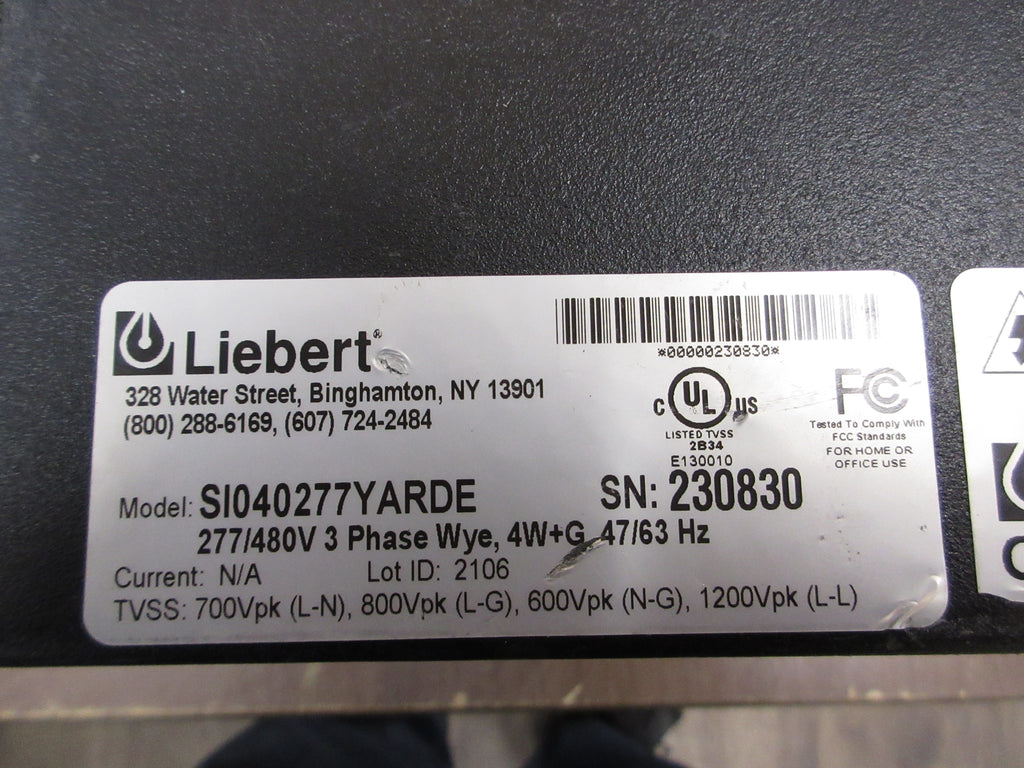 Liebert®
328 Water Street, Binghamton, NY 13901
(800) 288-6169, (607) 724-2484
*00000230830*
C UL US
LISTED TVSS
2B34
E130010
FC
Tested To Comply With
FCC Standards
FOR HOME OR
OFFICE USE
Model: SI040277YARDE
SN: 230830
277/480V 3 Phase Wye, 4W+G, 47/63 Hz
Current: N/A Lot ID: 2106
TVSS: 700Vpk (L-N), 800Vpk (L-G), 600Vpk (N-G), 1200Vpk (L-L)